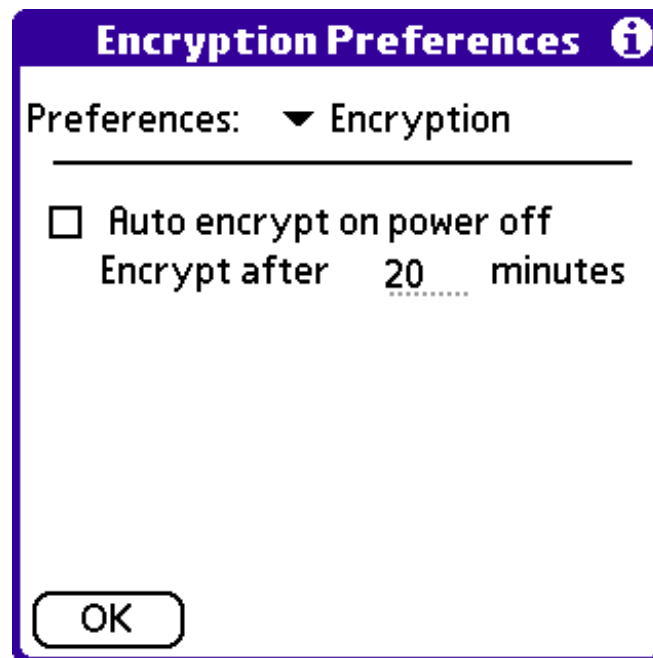 Encryption Preferences i
Preferences: Encryption
Auto encrypt on power off
Encrypt after 20 minutes
OK